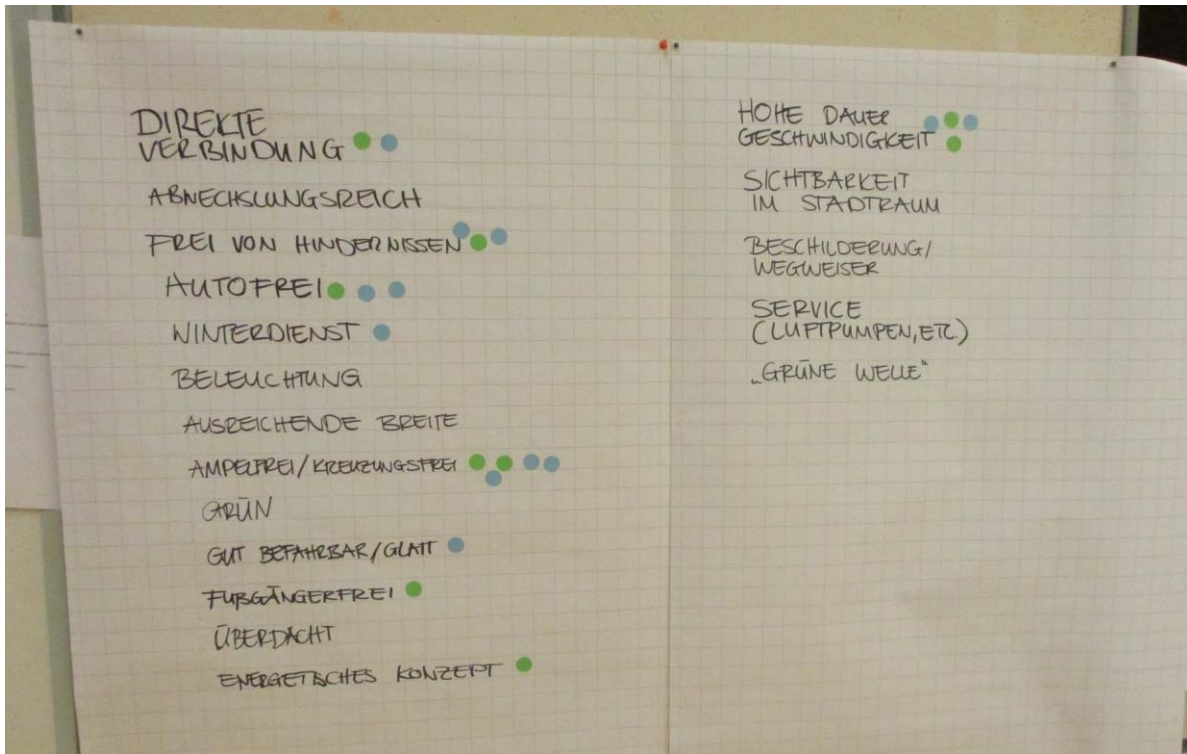 DIREKTE
VERBINDUNG
ABWECHSLUNGSREICH
FREI VON HINDERNISSEN
AUTOFREI
WINTERDIENST
BELEUCHTUNG
AUSREICHENDE BREITE
AMPELFREI/KREUZUNGSFREI
GRÜN
GUT BEFAHRBAR/GLATT
FUßGÄNGERFREI
ÜBERDACHT
ENERGETISCHES KONZEPT
HOHE DAUER
GESCHWINDIGKEIT
SICHTBARKEIT
IM STADTRAUM
BESCHILDERUNG/
WEGWEISER
SERVICE
(LUFTPUMPEN, ETC.)
„GRÜNE WELLE“